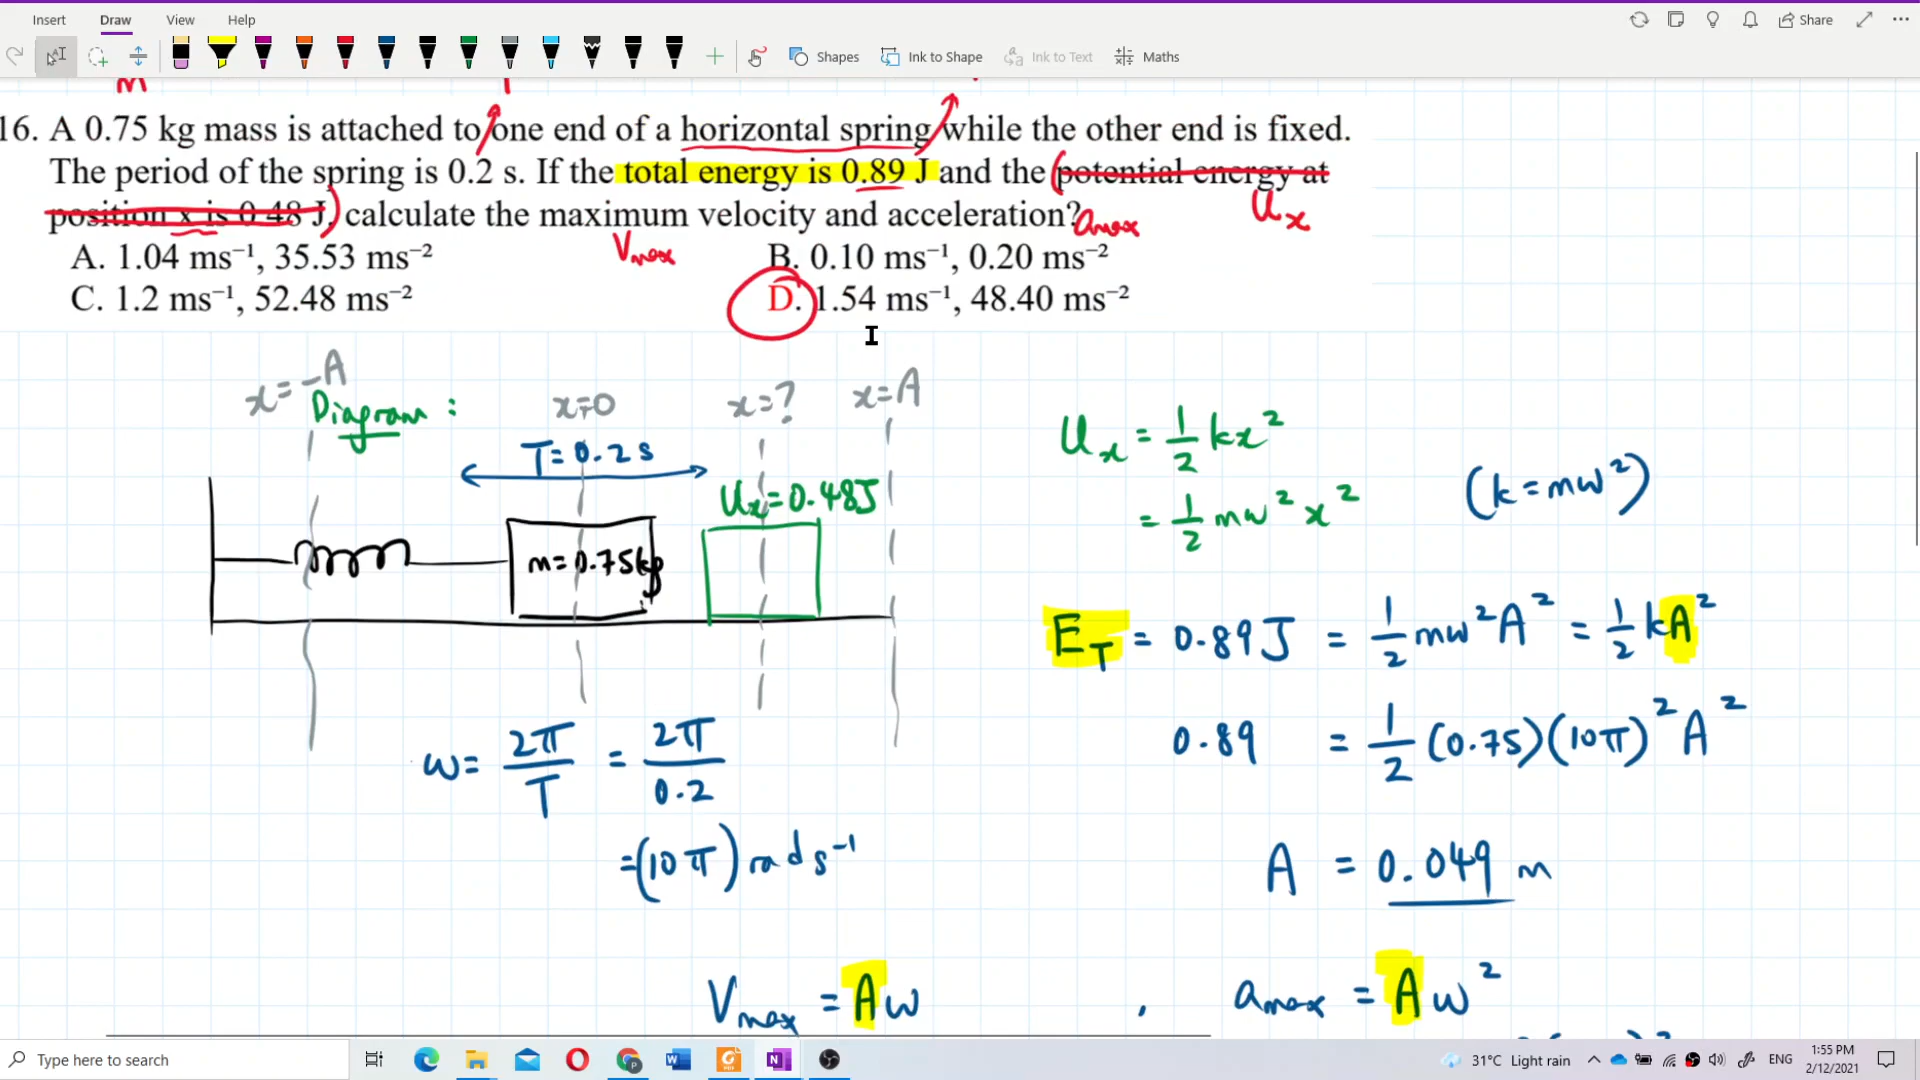 Insert Draw View Help
Share
Shapes Ink to Shape Ink to Text Maths
m
16. A 0.75 kg mass is attached to one end of a horizontal spring while the other end is fixed.
The period of the spring is 0.2 s. If the total energy is 0.89 J and the (potential energy at
position x is 0.48 J,) calculate the maximum velocity and acceleration?
Ux
Vmax
amax
A. 1.04 ms⁻¹, 35.53 ms⁻²
B. 0.10 ms⁻¹, 0.20 ms⁻²
C. 1.2 ms⁻¹, 52.48 ms⁻²
D. 1.54 ms⁻¹, 48.40 ms⁻²
x = -A
Diagram :
x = 0
x = ?
x = A
T = 0.2 s
Ux = 0.48J
m = 0.75 kg
ω = 2π/T = 2π/0.2
= (10π) rad s⁻¹
Ux = 1/2 kx²
= 1/2 mω² x²
(k = mω²)
ET = 0.89 J = 1/2 mω²A² = 1/2 kA²
0.89 = 1/2 (0.75)(10π)² A²
A = 0.049 m
Vmax = Aω , amax = Aω²
Type here to search
31°C Light rain
ENG
1:55 PM
2/12/2021